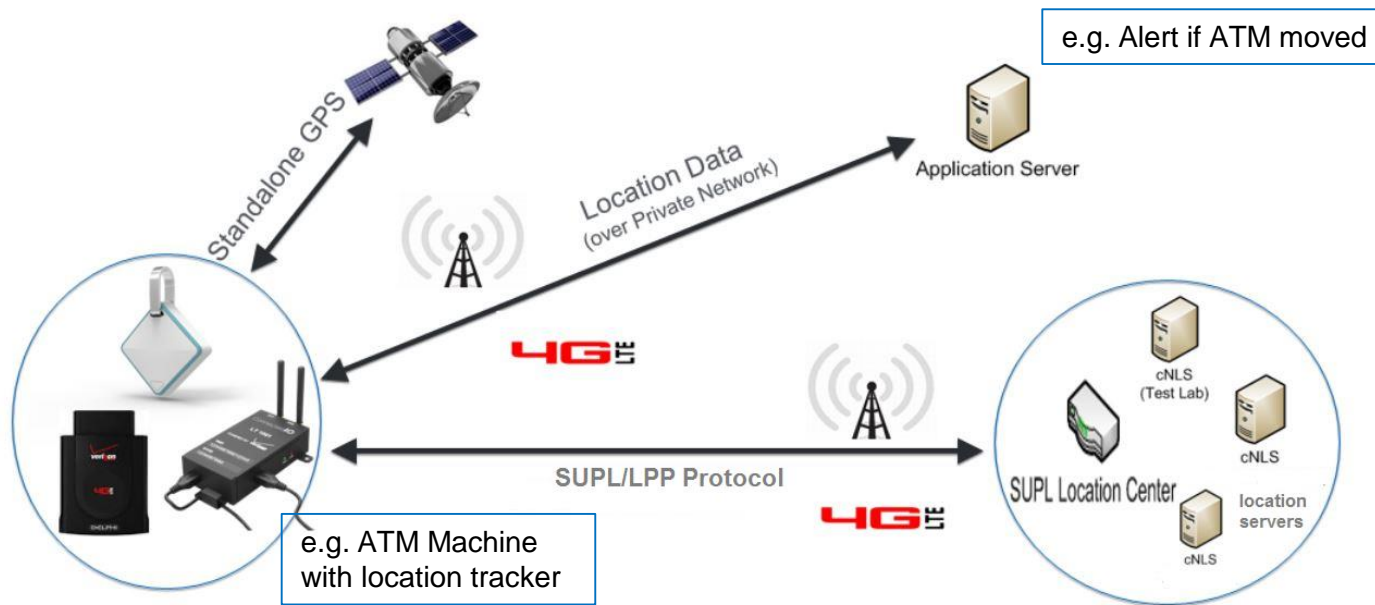 e.g. Alert if ATM moved
Standalone GPS
Location Data
(over Private Network)
Application Server
4G LTE
cNLS
(Test Lab)
cNLS
SUPL Location Center
location
servers
cNLS
SUPL/LPP Protocol
4G LTE
verizon
4G LTE
DELPHI
e.g. ATM Machine
with location tracker